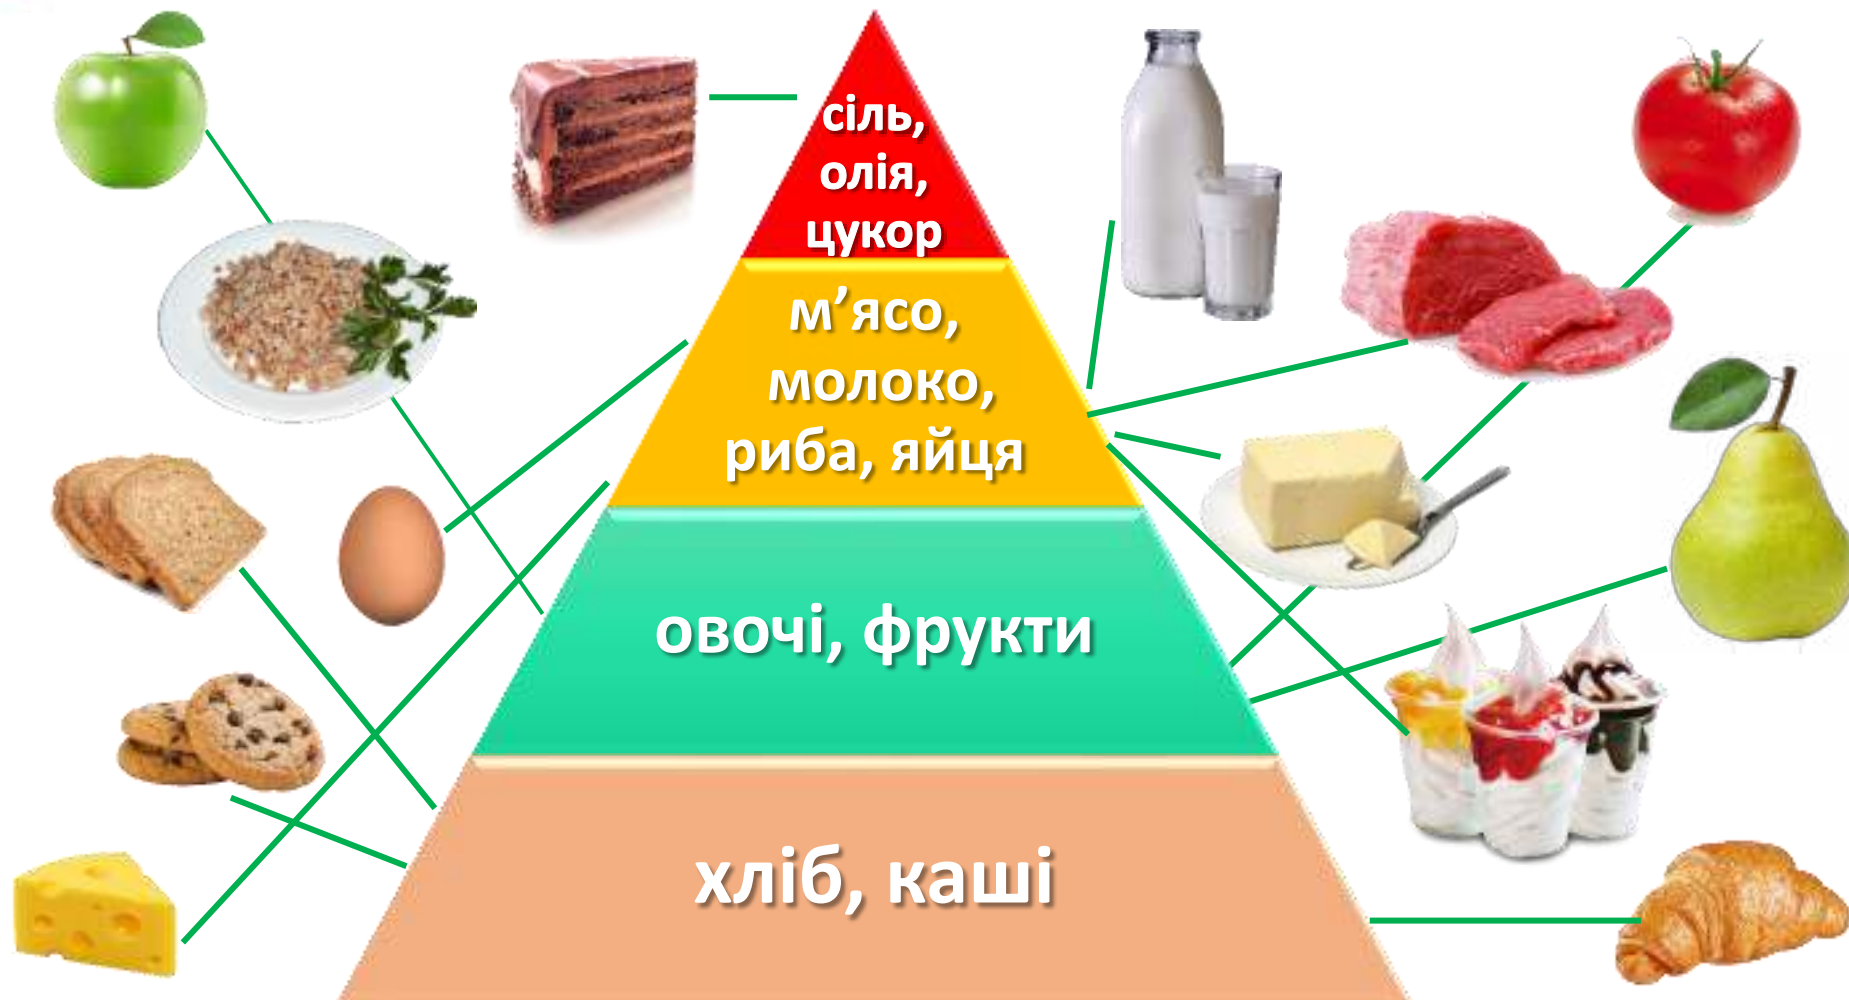 сіль,
олія,
цукор
м’ясо,
молоко,
риба, яйця
овочі, фрукти
хліб, каші